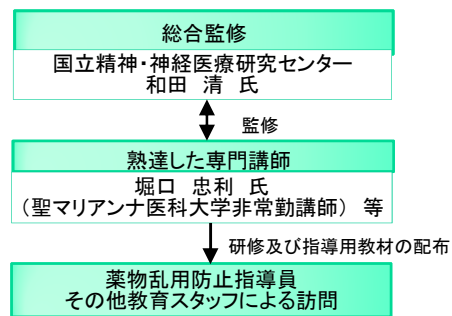 総合監修
国立精神・神経医療研究センター
和田 清 氏
監修
熟達した専門講師
堀口 忠利 氏
（聖マリアンナ医科大学非常勤講師） 等
研修及び指導用教材の配布
薬物乱用防止指導員
その他教育スタッフによる訪問